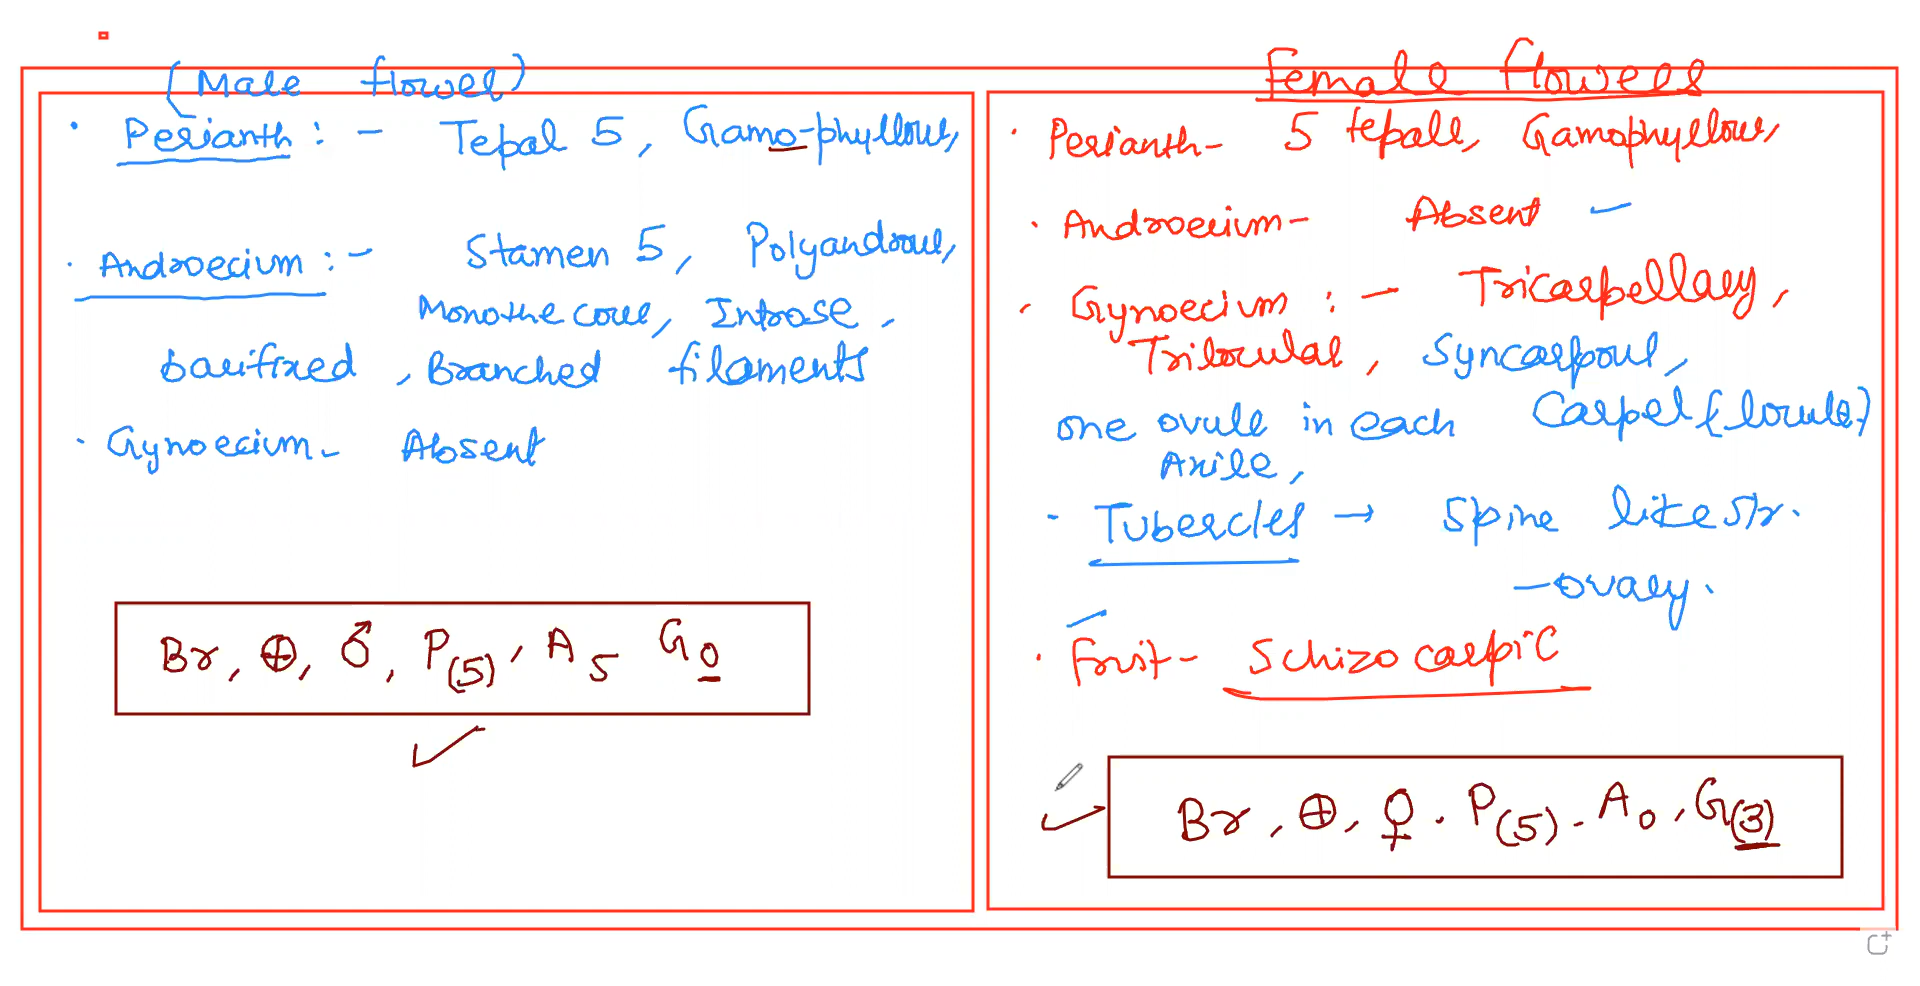 (Male flower)
· Perianth :- Tepal 5, Gamo-phyllous,
· Androecium :- Stamen 5, Polyandrous,
Monothecous, Introse,
basifixed, Branched filaments
· Gynoecium- Absent
Br, ⊕, ♂, P(5), A5 G0
Female flowers
· Perianth- 5 tepals, Gamophyllous,
· Androecium- Absent -
· Gynoecium :- Tricarpellary,
Trilocular, Syncarpous,
one ovule in each Carpel (locule)
Axile,
· Tubercles → Spine like str.
-ovary.
· Fruit- Schizocarpic
Br, ⊕, ♀. P(5). A0, G(3)